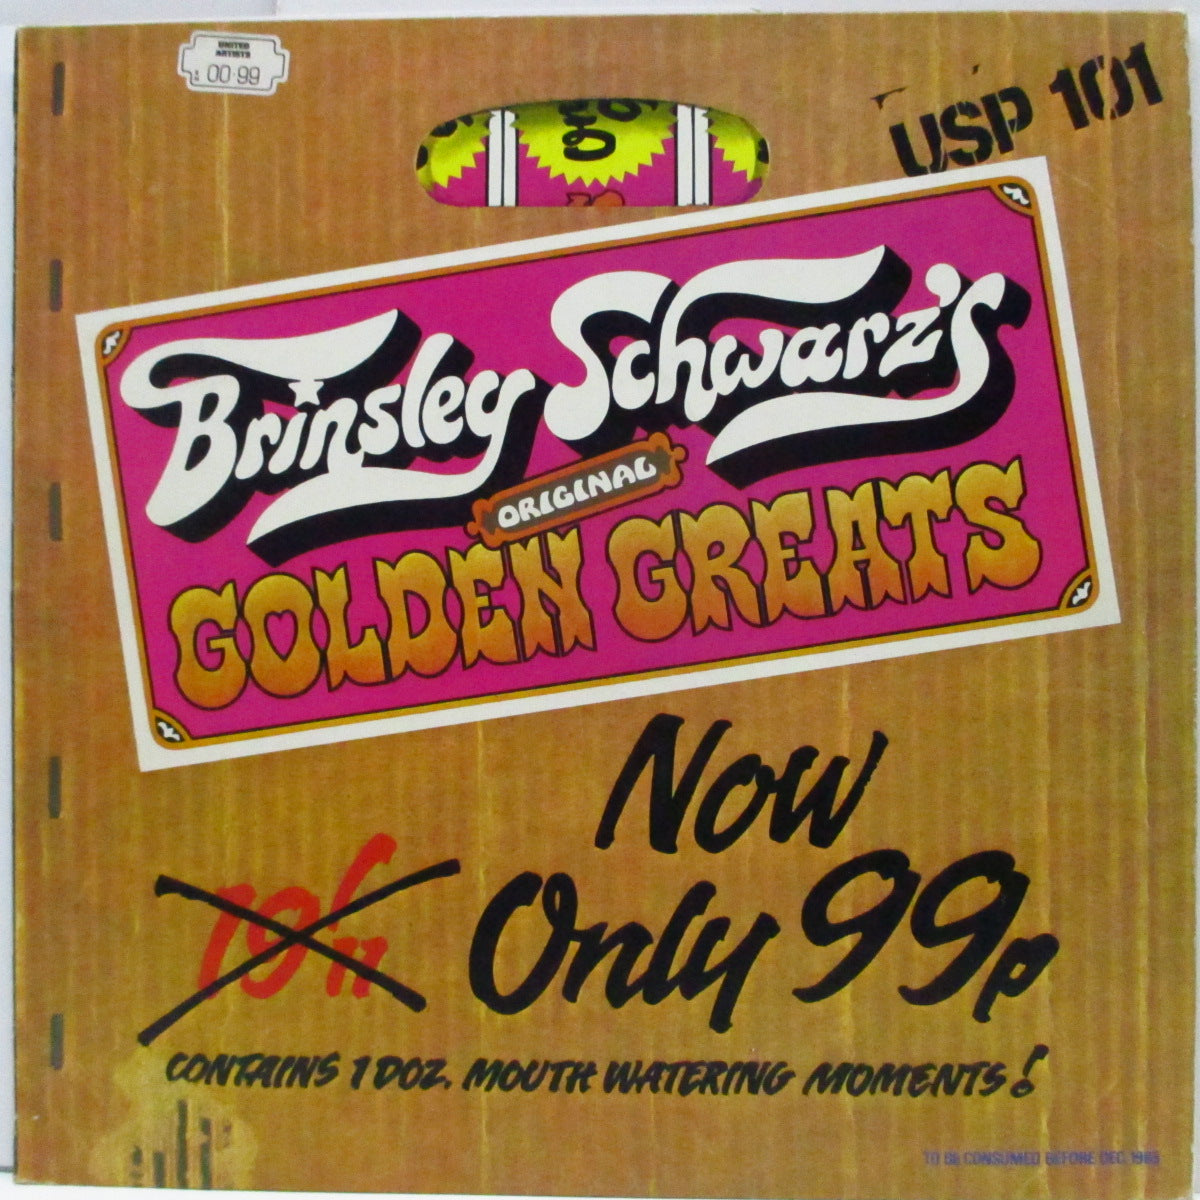 UNITED
ARTISTS
00·99
USP 101
Brinsley Schwarz's
ORIGINAL
GOLDEN GREATS
Now
19/11
Only 99p
CONTAINS 1 DOZ. MOUTH WATERING MOMENTS!
TO BE CONSUMED BEFORE DEC. 1985